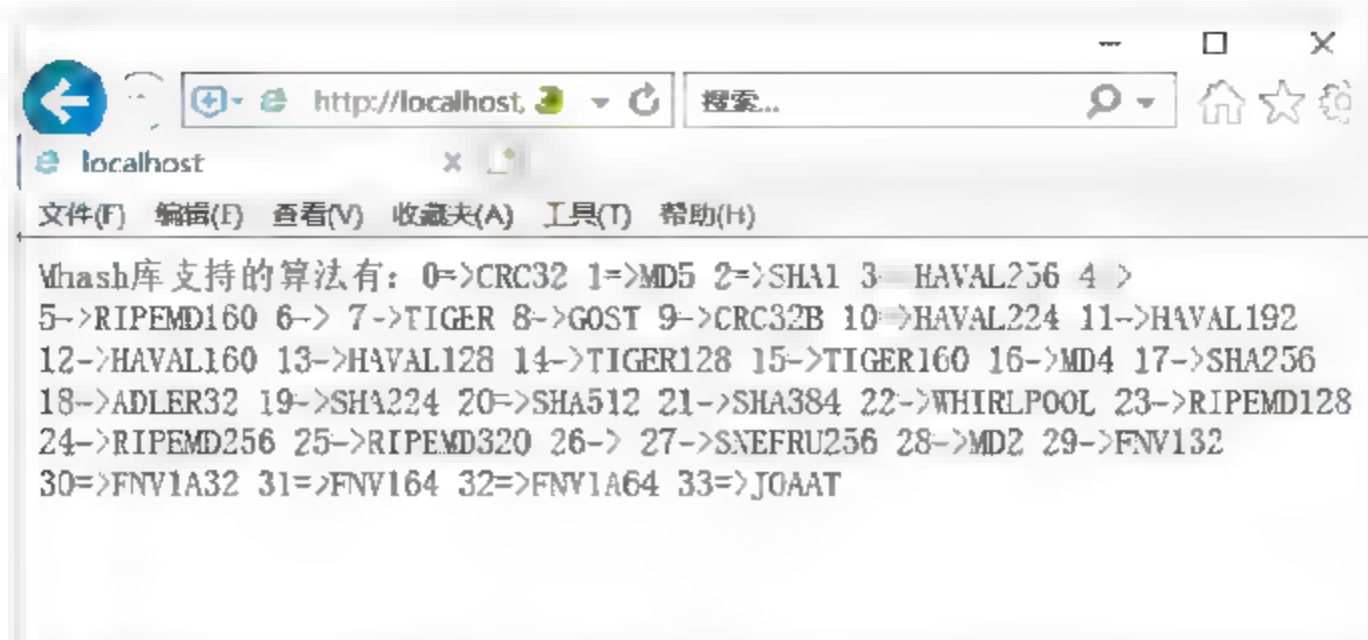 http://localhost
搜索...
localhost
文件(F) 编辑(E) 查看(V) 收藏夹(A) 工具(T) 帮助(H)
Mhash库支持的算法有：0=>CRC32 1=>MD5 2=>SHA1 3=>HAVAL256 4=>
5=>RIPEMD160 6=> 7=>TIGER 8=>GOST 9=>CRC32B 10=>HAVAL224 11=>HAVAL192
12=>HAVAL160 13=>HAVAL128 14=>TIGER128 15=>TIGER160 16=>MD4 17=>SHA256
18=>ADLER32 19=>SHA224 20=>SHA512 21=>SHA384 22=>WHIRLPOOL 23=>RIPEMD128
24=>RIPEMD256 25=>RIPEMD320 26=> 27=>SNEFRU256 28=>MD2 29=>FNV132
30=>FNV1A32 31=>FNV164 32=>FNV1A64 33=>JOAAT